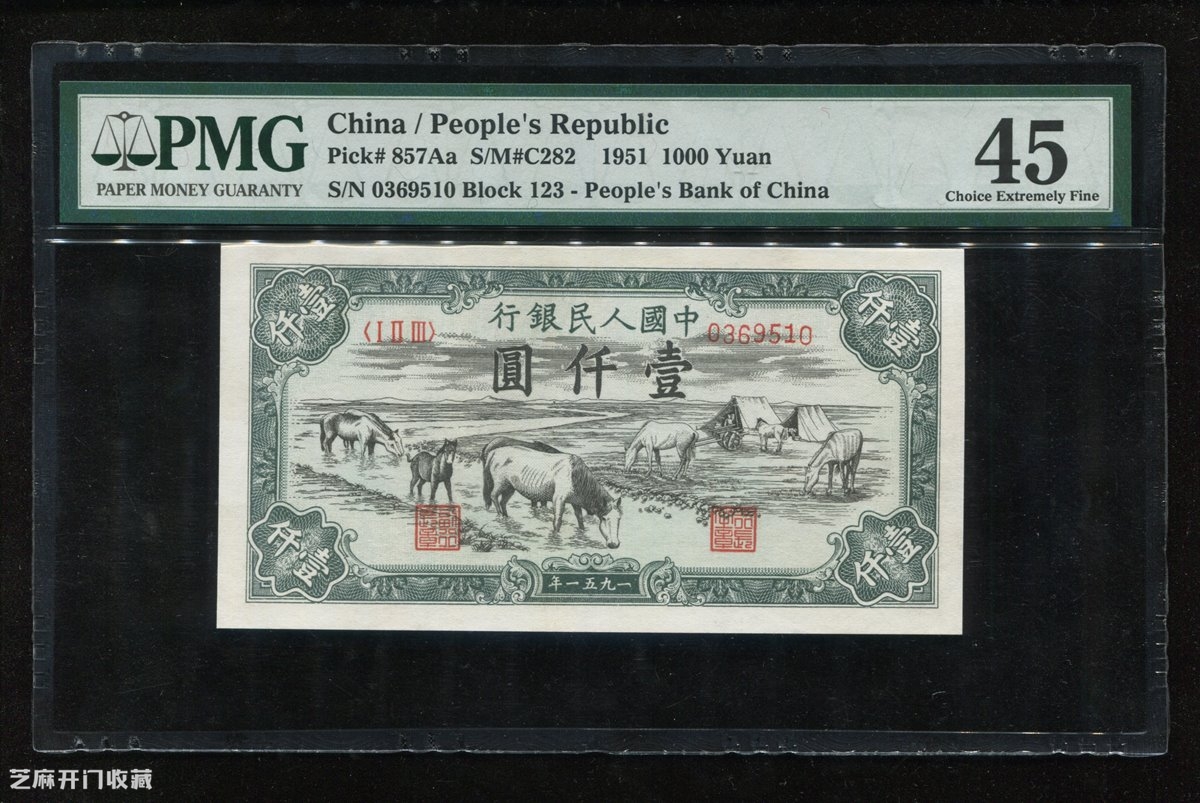 PMG
PAPER MONEY GUARANTY
China / People's Republic
Pick# 857Aa S/M#C282 1951 1000 Yuan
S/N 0369510 Block 123 - People's Bank of China
45
Choice Extremely Fine
行銀民人國中
〈I II III〉
0369510
圓仟壹
壹仟
壹仟
壹仟
壹仟
年一五九一
芝麻开门收藏